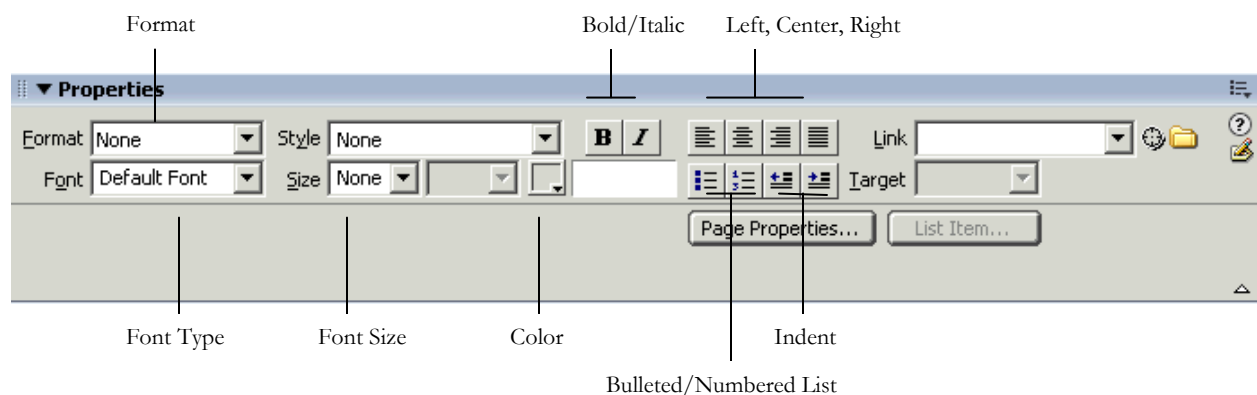 Format Bold/Italic Left, Center, Right
Properties
Format None Style None B I Link
Font Default Font Size None Target
Page Properties... List Item...
Font Type Font Size Color Indent
Bulleted/Numbered List